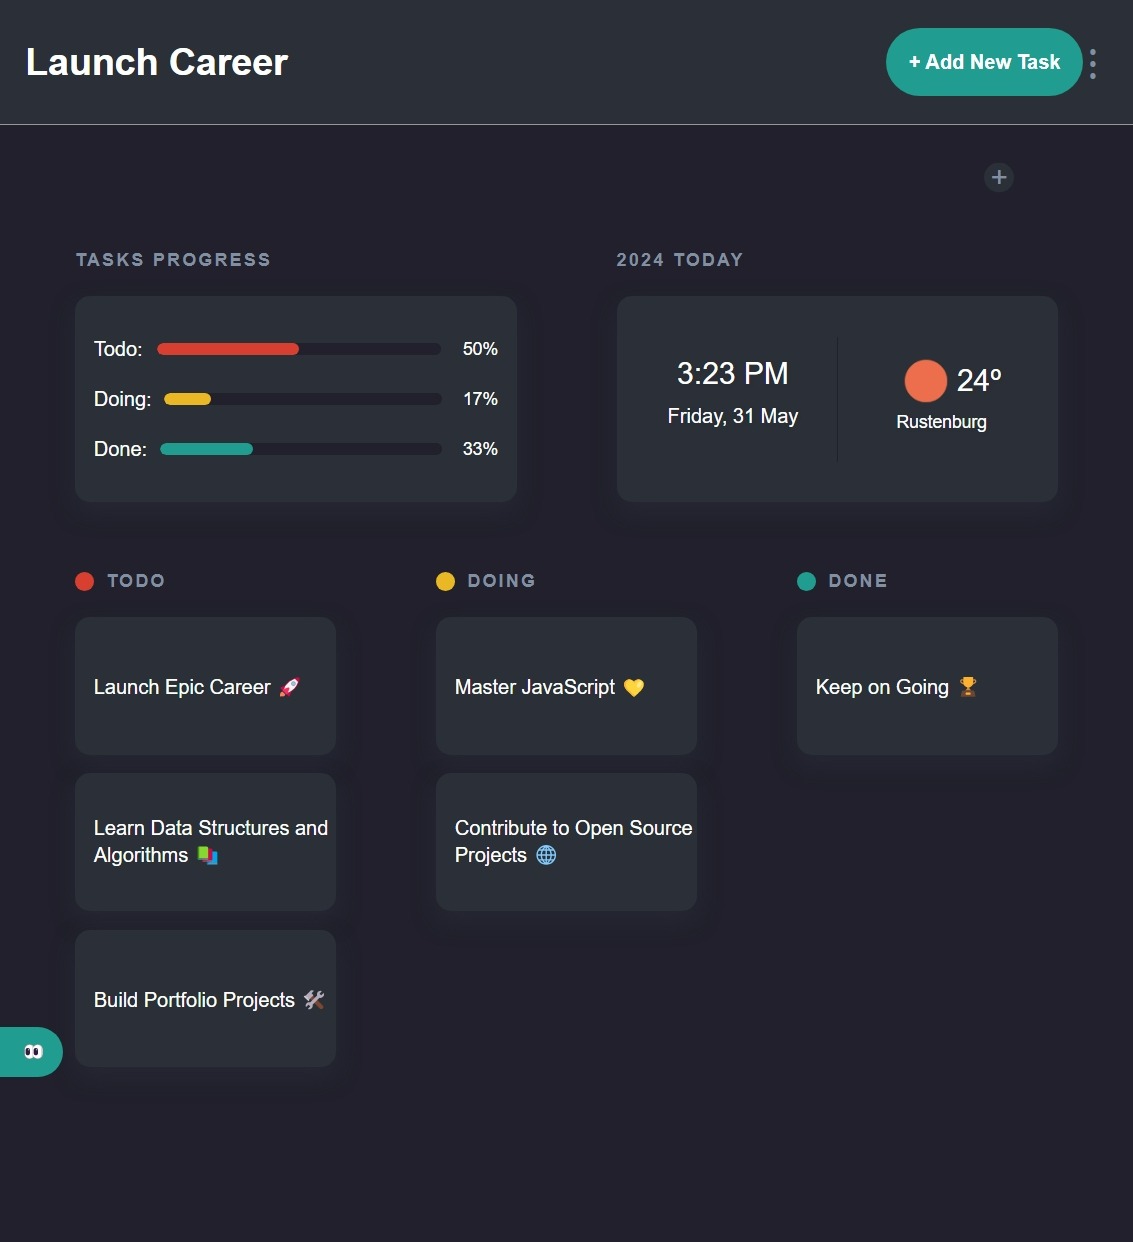 Launch Career
+ Add New Task
+
TASKS PROGRESS
Todo: 50%
Doing: 17%
Done: 33%
2024 TODAY
3:23 PM
Friday, 31 May
24º
Rustenburg
TODO
Launch Epic Career 🚀
Learn Data Structures and
Algorithms 📚
Build Portfolio Projects 🛠️
DOING
Master JavaScript 💛
Contribute to Open Source
Projects 🌐
DONE
Keep on Going 🏆
👀